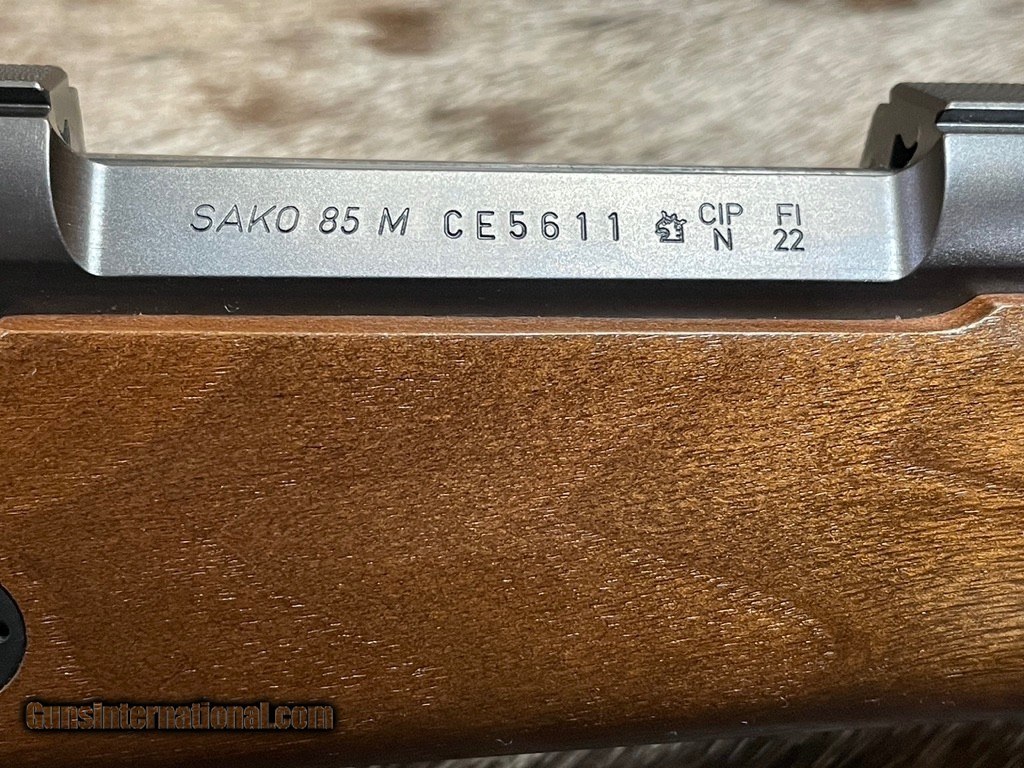 SAKO 85 M CE5611 CIP FI
N 22
Gunsinternational.com